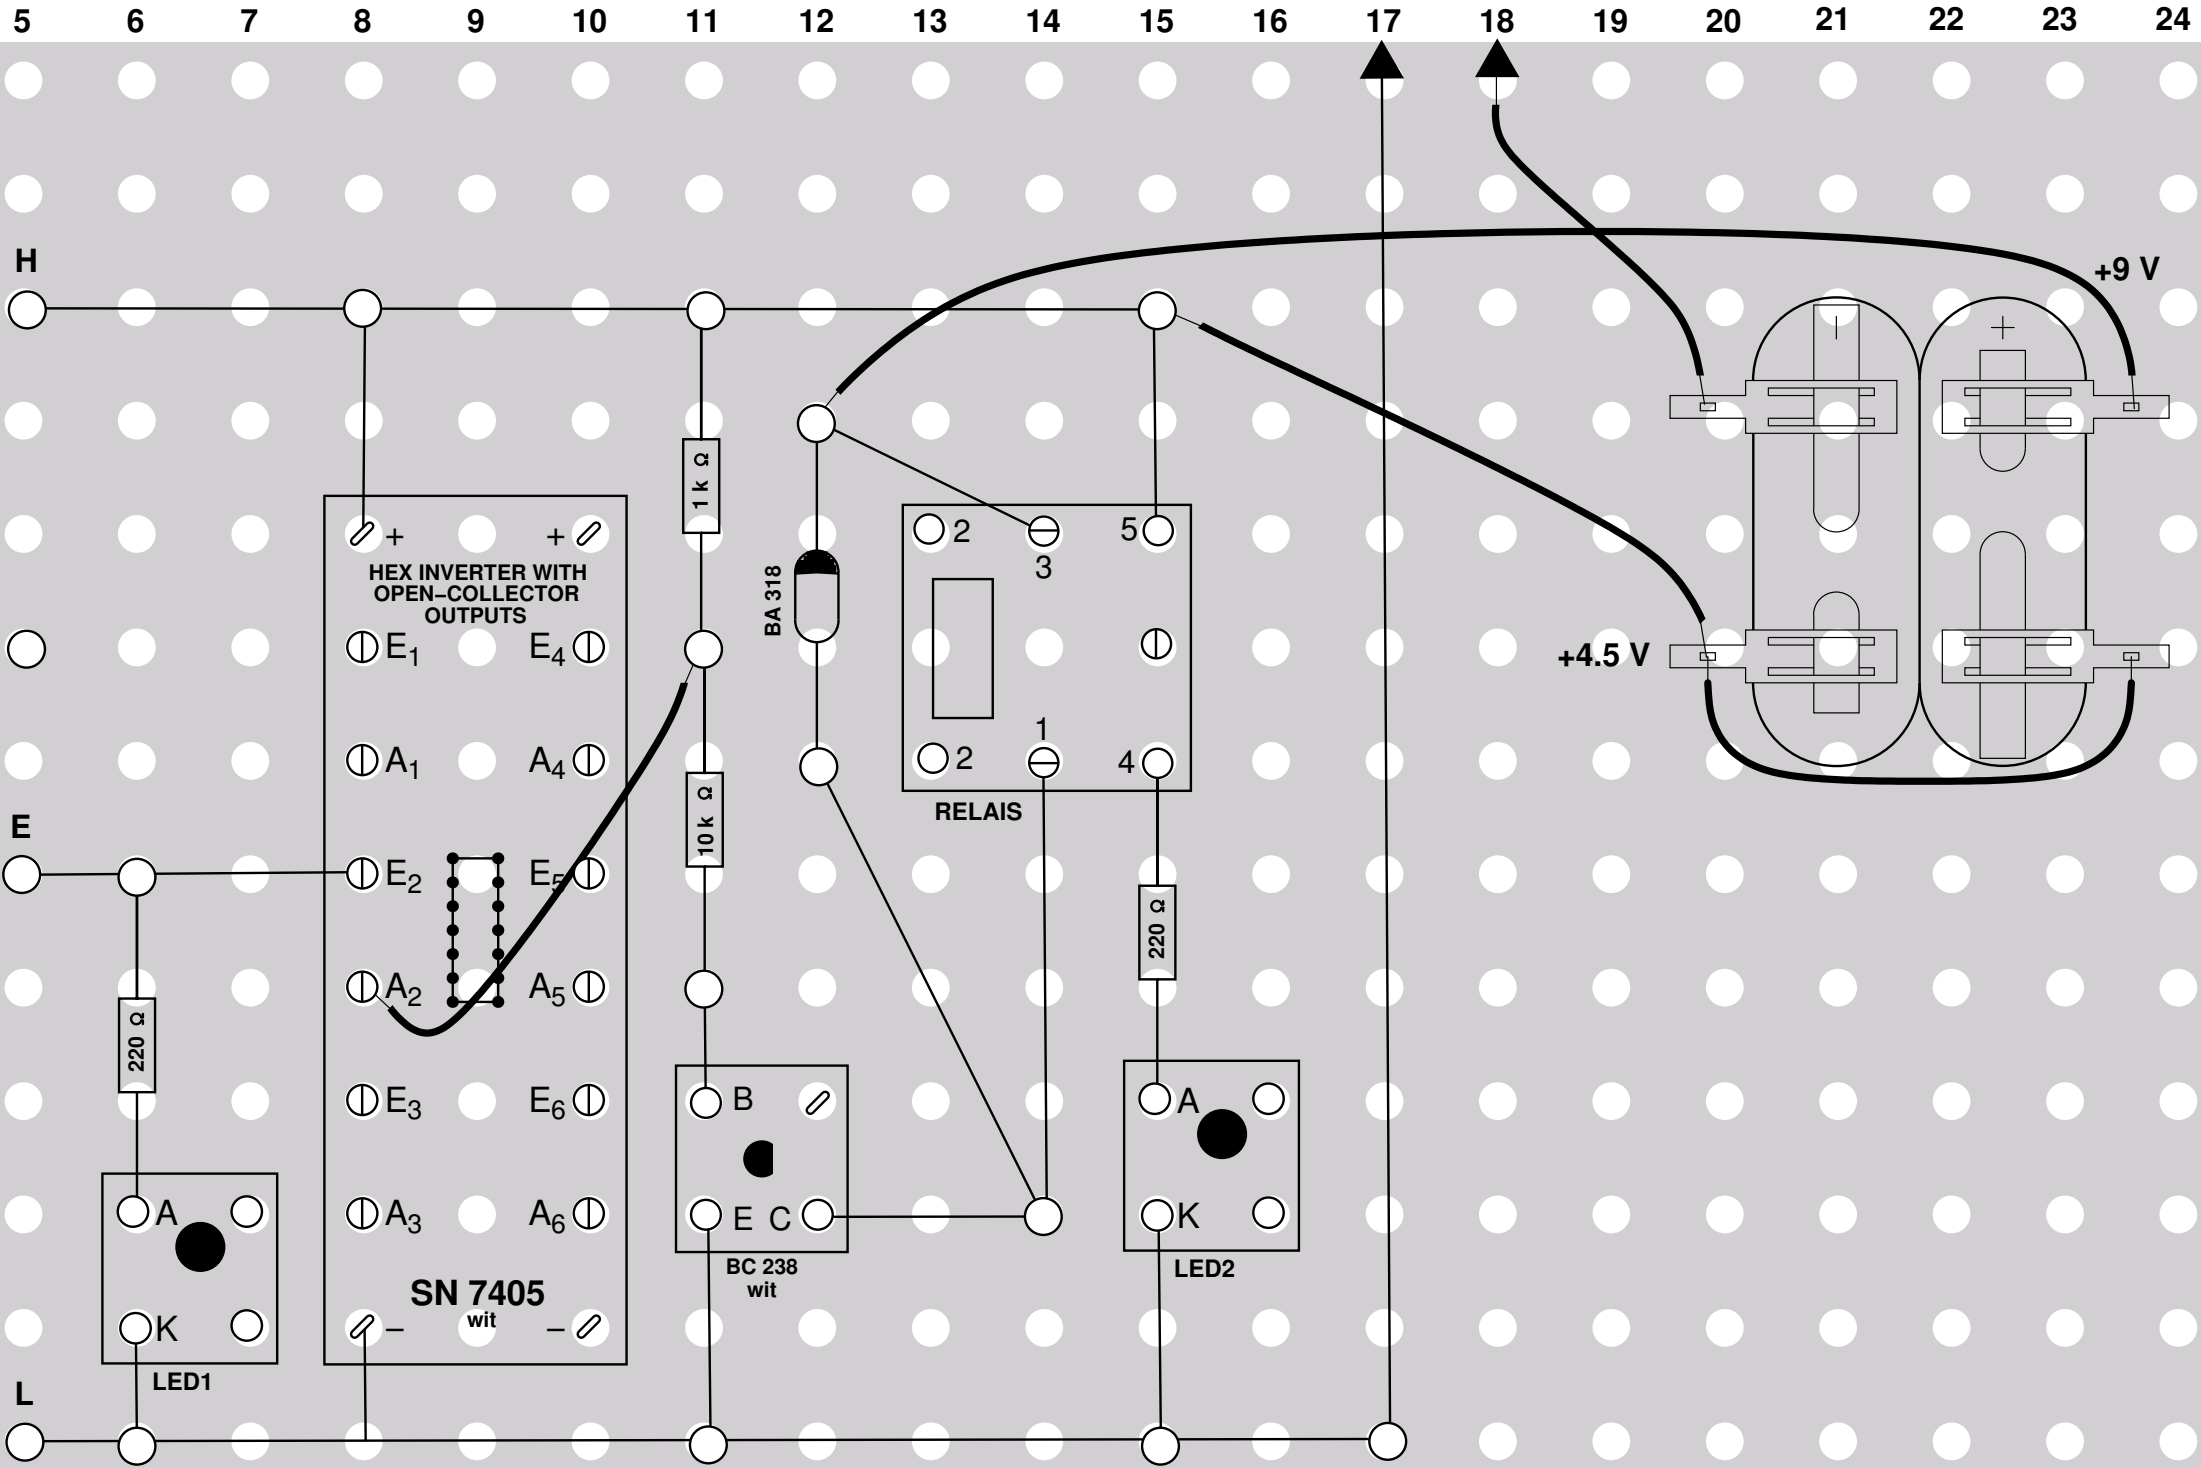 5 6 7 8 9 10 11 12 13 14 15 16 17 18 19 20 21 22 23 24
H
+9 V
− +
1 k Ω
+ +
2 3 5
HEX INVERTER WITH
OPEN−COLLECTOR
OUTPUTS
BA 318
E1 E4
+4.5 V
A1 A4
2 1 4
RELAIS
E
10 k Ω
E2 E5
220 Ω
A2 A5
220 Ω
E3 E6
B
A
A
A3 A6
E C
K
SN 7405
wit
BC 238
wit
LED2
K
− −
LED1
L